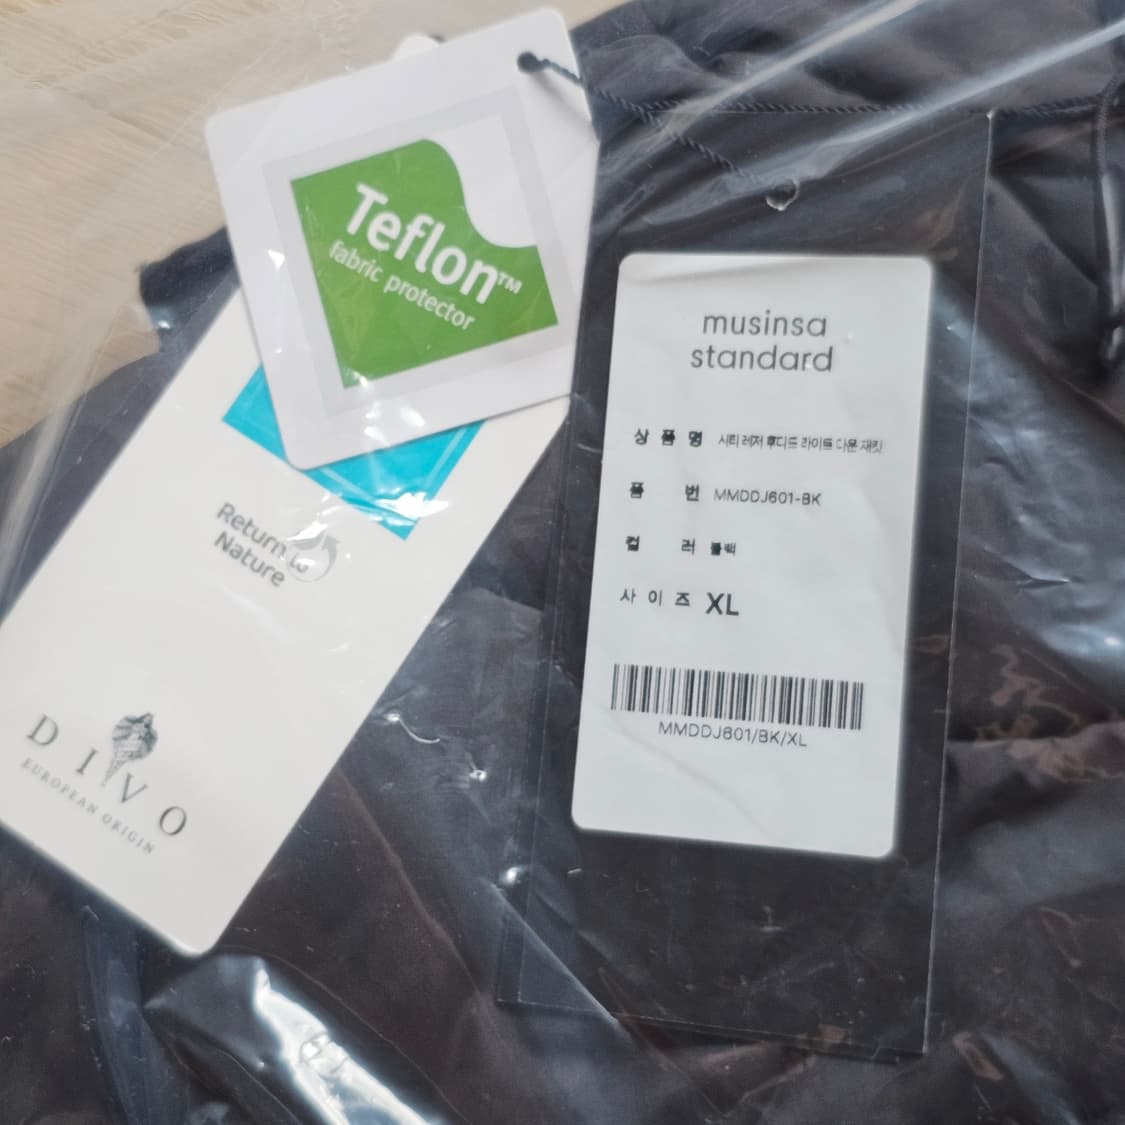 Teflon™
fabric protector
Return to
Nature
DIVO
EUROPEAN ORIGIN
musinsa
standard
상품명 시티 레저 후디드 라이트 다운 재킷
품번 MMDDJ601-BK
컬러 블랙
사이즈 XL
MMDDJ601/BK/XL